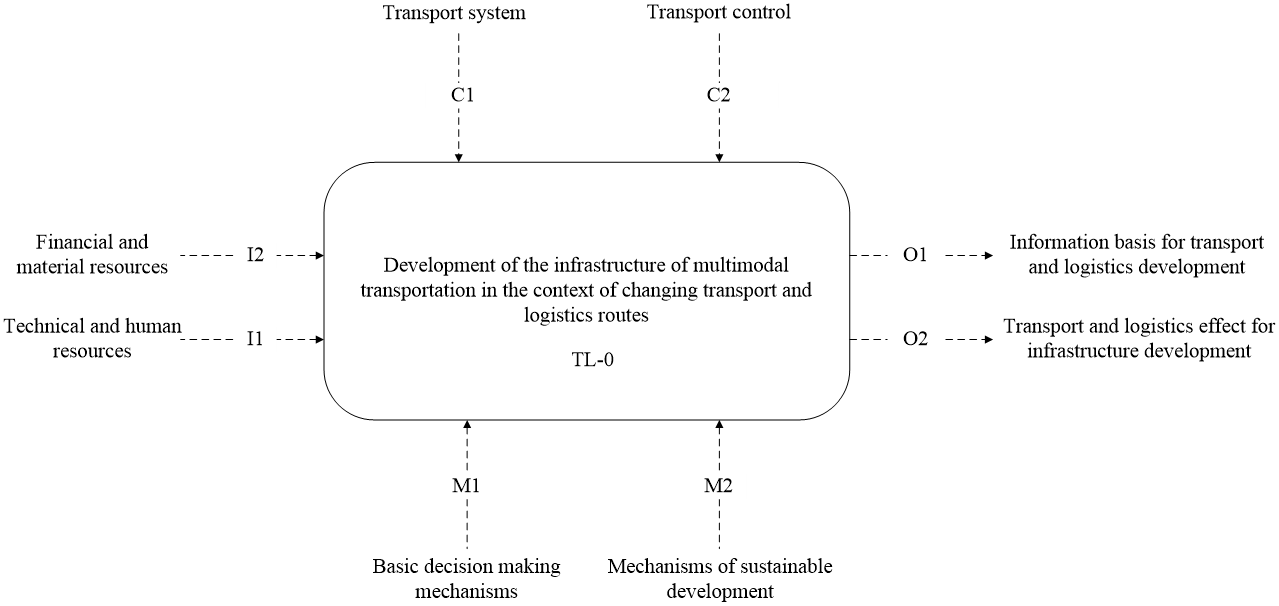 Transport system
Transport control
C1
C2
Financial and
material resources
I2
Technical and human
resources
I1
Development of the infrastructure of multimodal
transportation in the context of changing transport and
logistics routes
TL-0
O1
Information basis for transport
and logistics development
O2
Transport and logistics effect for
infrastructure development
M1
M2
Basic decision making
mechanisms
Mechanisms of sustainable
development